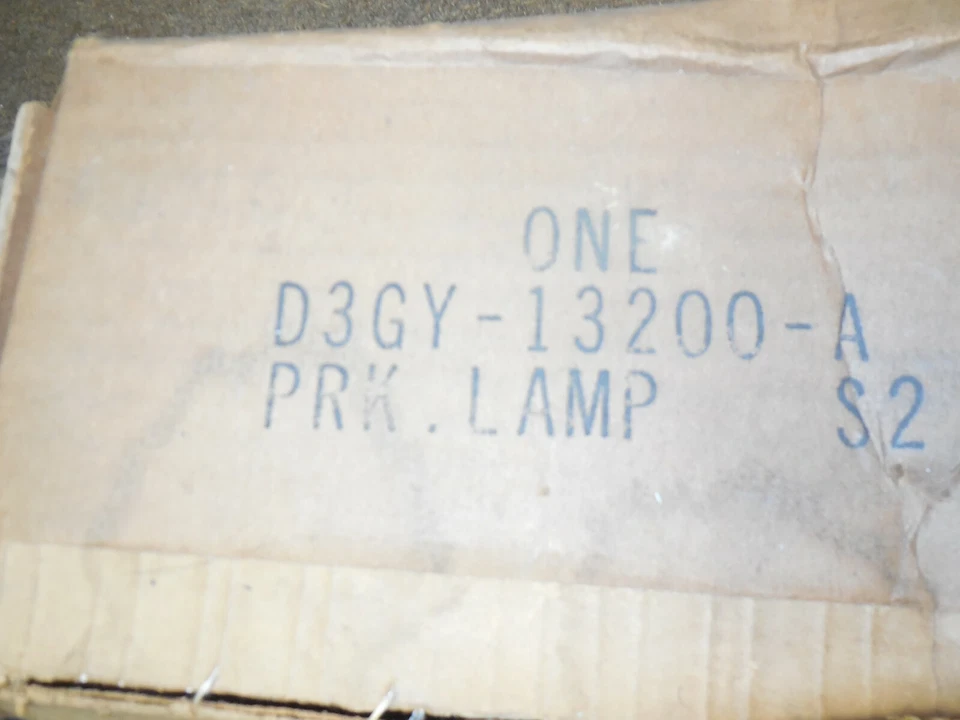 ONE
D3GY-13200-A
PRK.LAMP S2